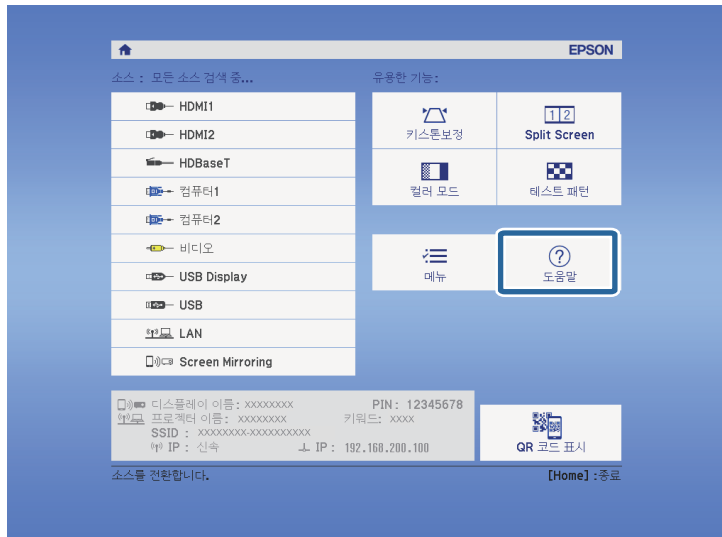 EPSON
소스 : 모든 소스 검색 중...
HDMI1
HDMI2
HDBaseT
컴퓨터1
컴퓨터2
비디오
USB Display
USB
LAN
Screen Mirroring
유용한 기능:
키스톤보정
1 2
Split Screen
컬러 모드
테스트 패턴
메뉴
?
도움말
디스플레이 이름: XXXXXXXX PIN: 12345678
프로젝터 이름: XXXXXXXX 키워드: XXXX
SSID : XXXXXXXX-XXXXXXXXXX
IP : 신속 IP : 192.168.200.100
QR 코드 표시
소스를 전환합니다. [Home] :종료